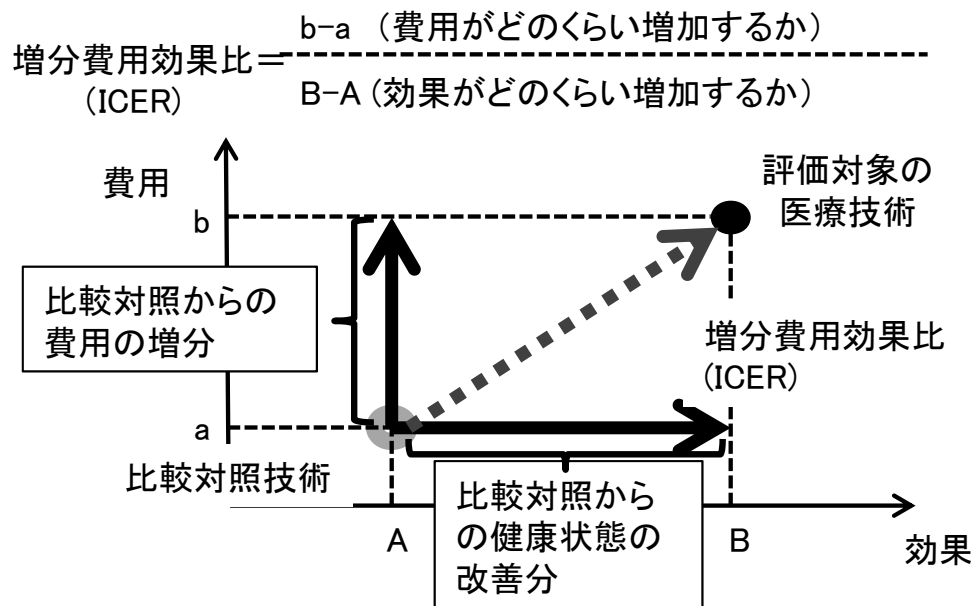 b-a （費用がどのくらい増加するか）
増分費用効果比＝
(ICER)
B-A (効果がどのくらい増加するか)
費用
評価対象の
医療技術
b
比較対照からの
費用の増分
増分費用効果比
(ICER)
a
比較対照技術
比較対照から
の健康状態の
改善分
A
B
効果